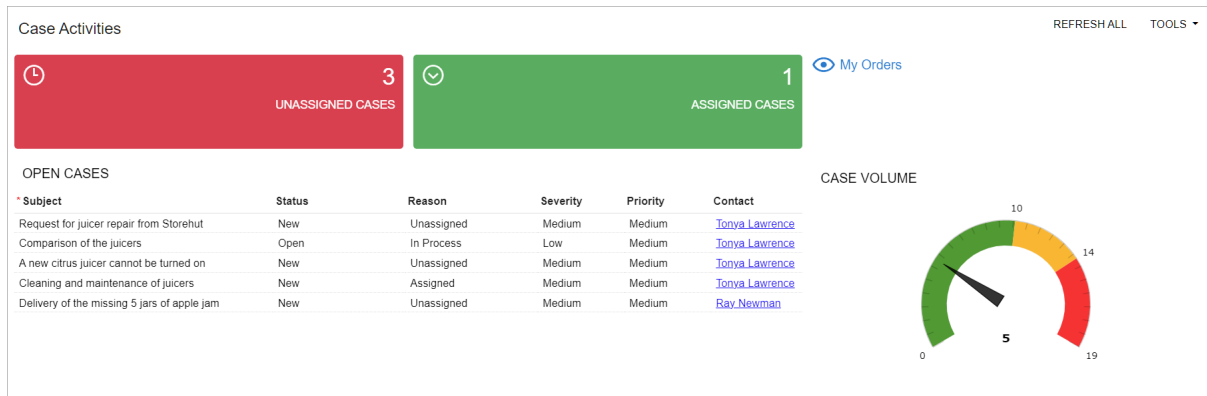 Case Activities
REFRESH ALL TOOLS
3
UNASSIGNED CASES
1
ASSIGNED CASES
My Orders
OPEN CASES
* Subject Status Reason Severity Priority Contact
Request for juicer repair from Storehut New Unassigned Medium Medium Tonya Lawrence
Comparison of the juicers Open In Process Low Medium Tonya Lawrence
A new citrus juicer cannot be turned on New Unassigned Medium Medium Tonya Lawrence
Cleaning and maintenance of juicers New Assigned Medium Medium Tonya Lawrence
Delivery of the missing 5 jars of apple jam New Unassigned Medium Medium Ray Newman
CASE VOLUME
10
14
5
0 19